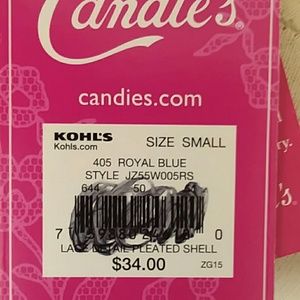 Candie's®
candies.com
KOHL'S
Kohls.com
SIZE SMALL
405 ROYAL BLUE
STYLE JZ55W005RS
644 50
0
LACE DETAIL PLEATED SHELL
$34.00
ZG15